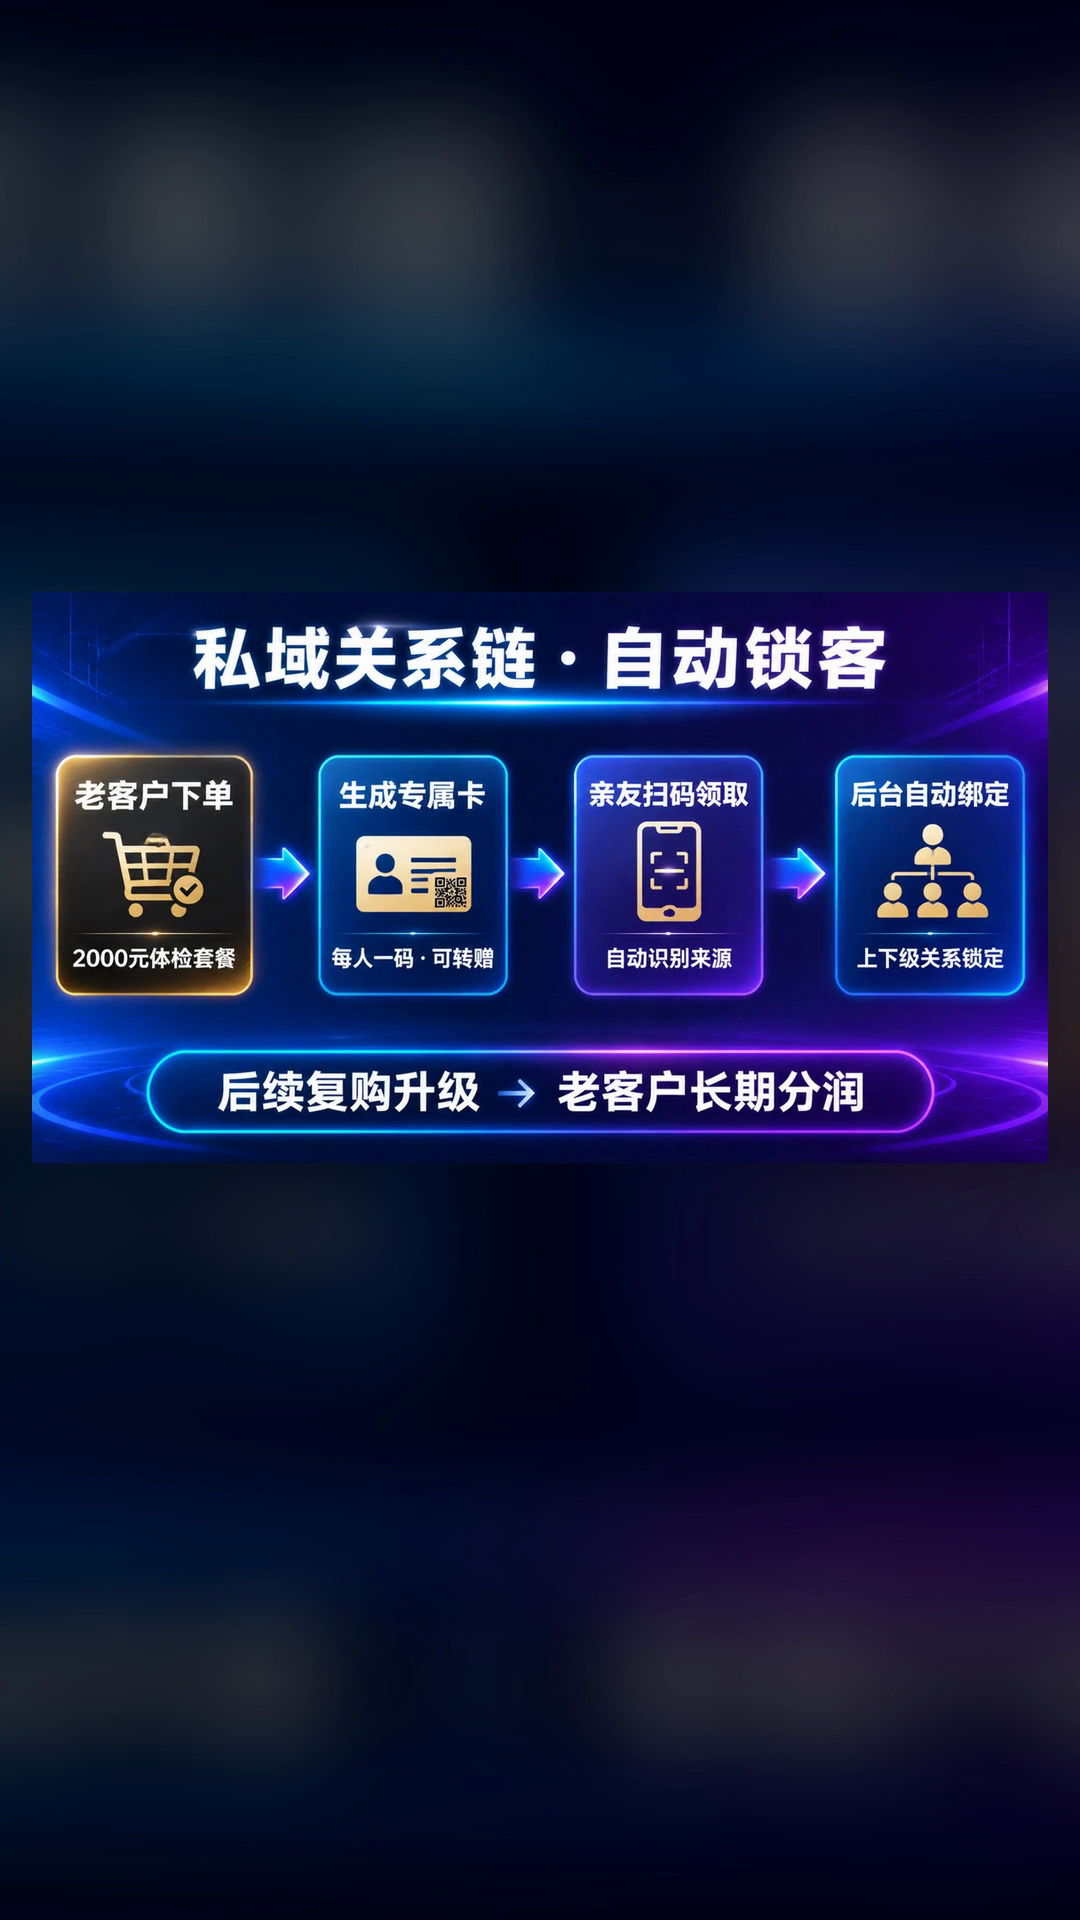 私域关系链·自动锁客
老客户下单
2000元体检套餐
生成专属卡
每人一码·可转赠
亲友扫码领取
自动识别来源
后台自动绑定
上下级关系锁定
后续复购升级→老客户长期分润